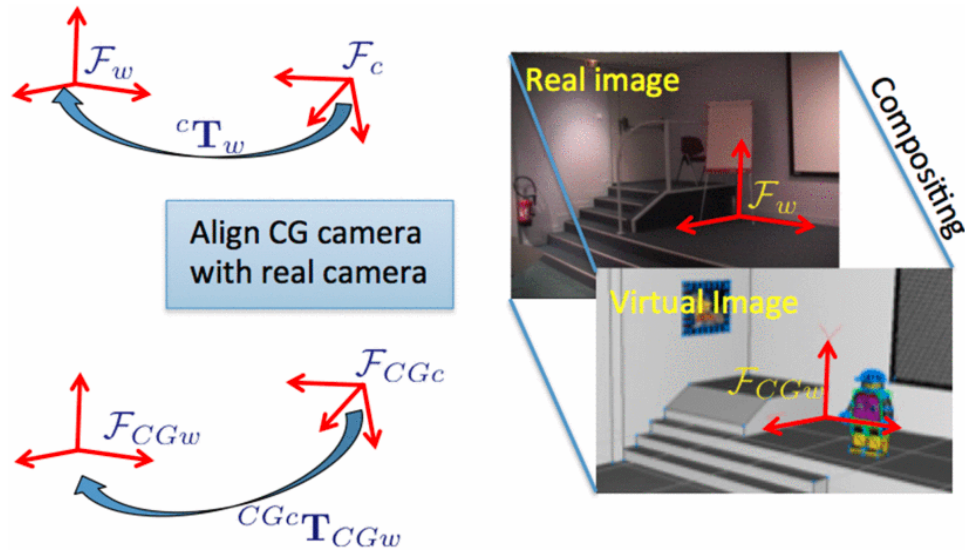 ℱ_w
ℱ_c
ᶜT_w
Align CG camera
with real camera
ℱ_CGc
ℱ_CGw
ᶜᴳᶜT_CGw
Real image
ℱ_w
Compositing
Virtual Image
ℱ_CGw